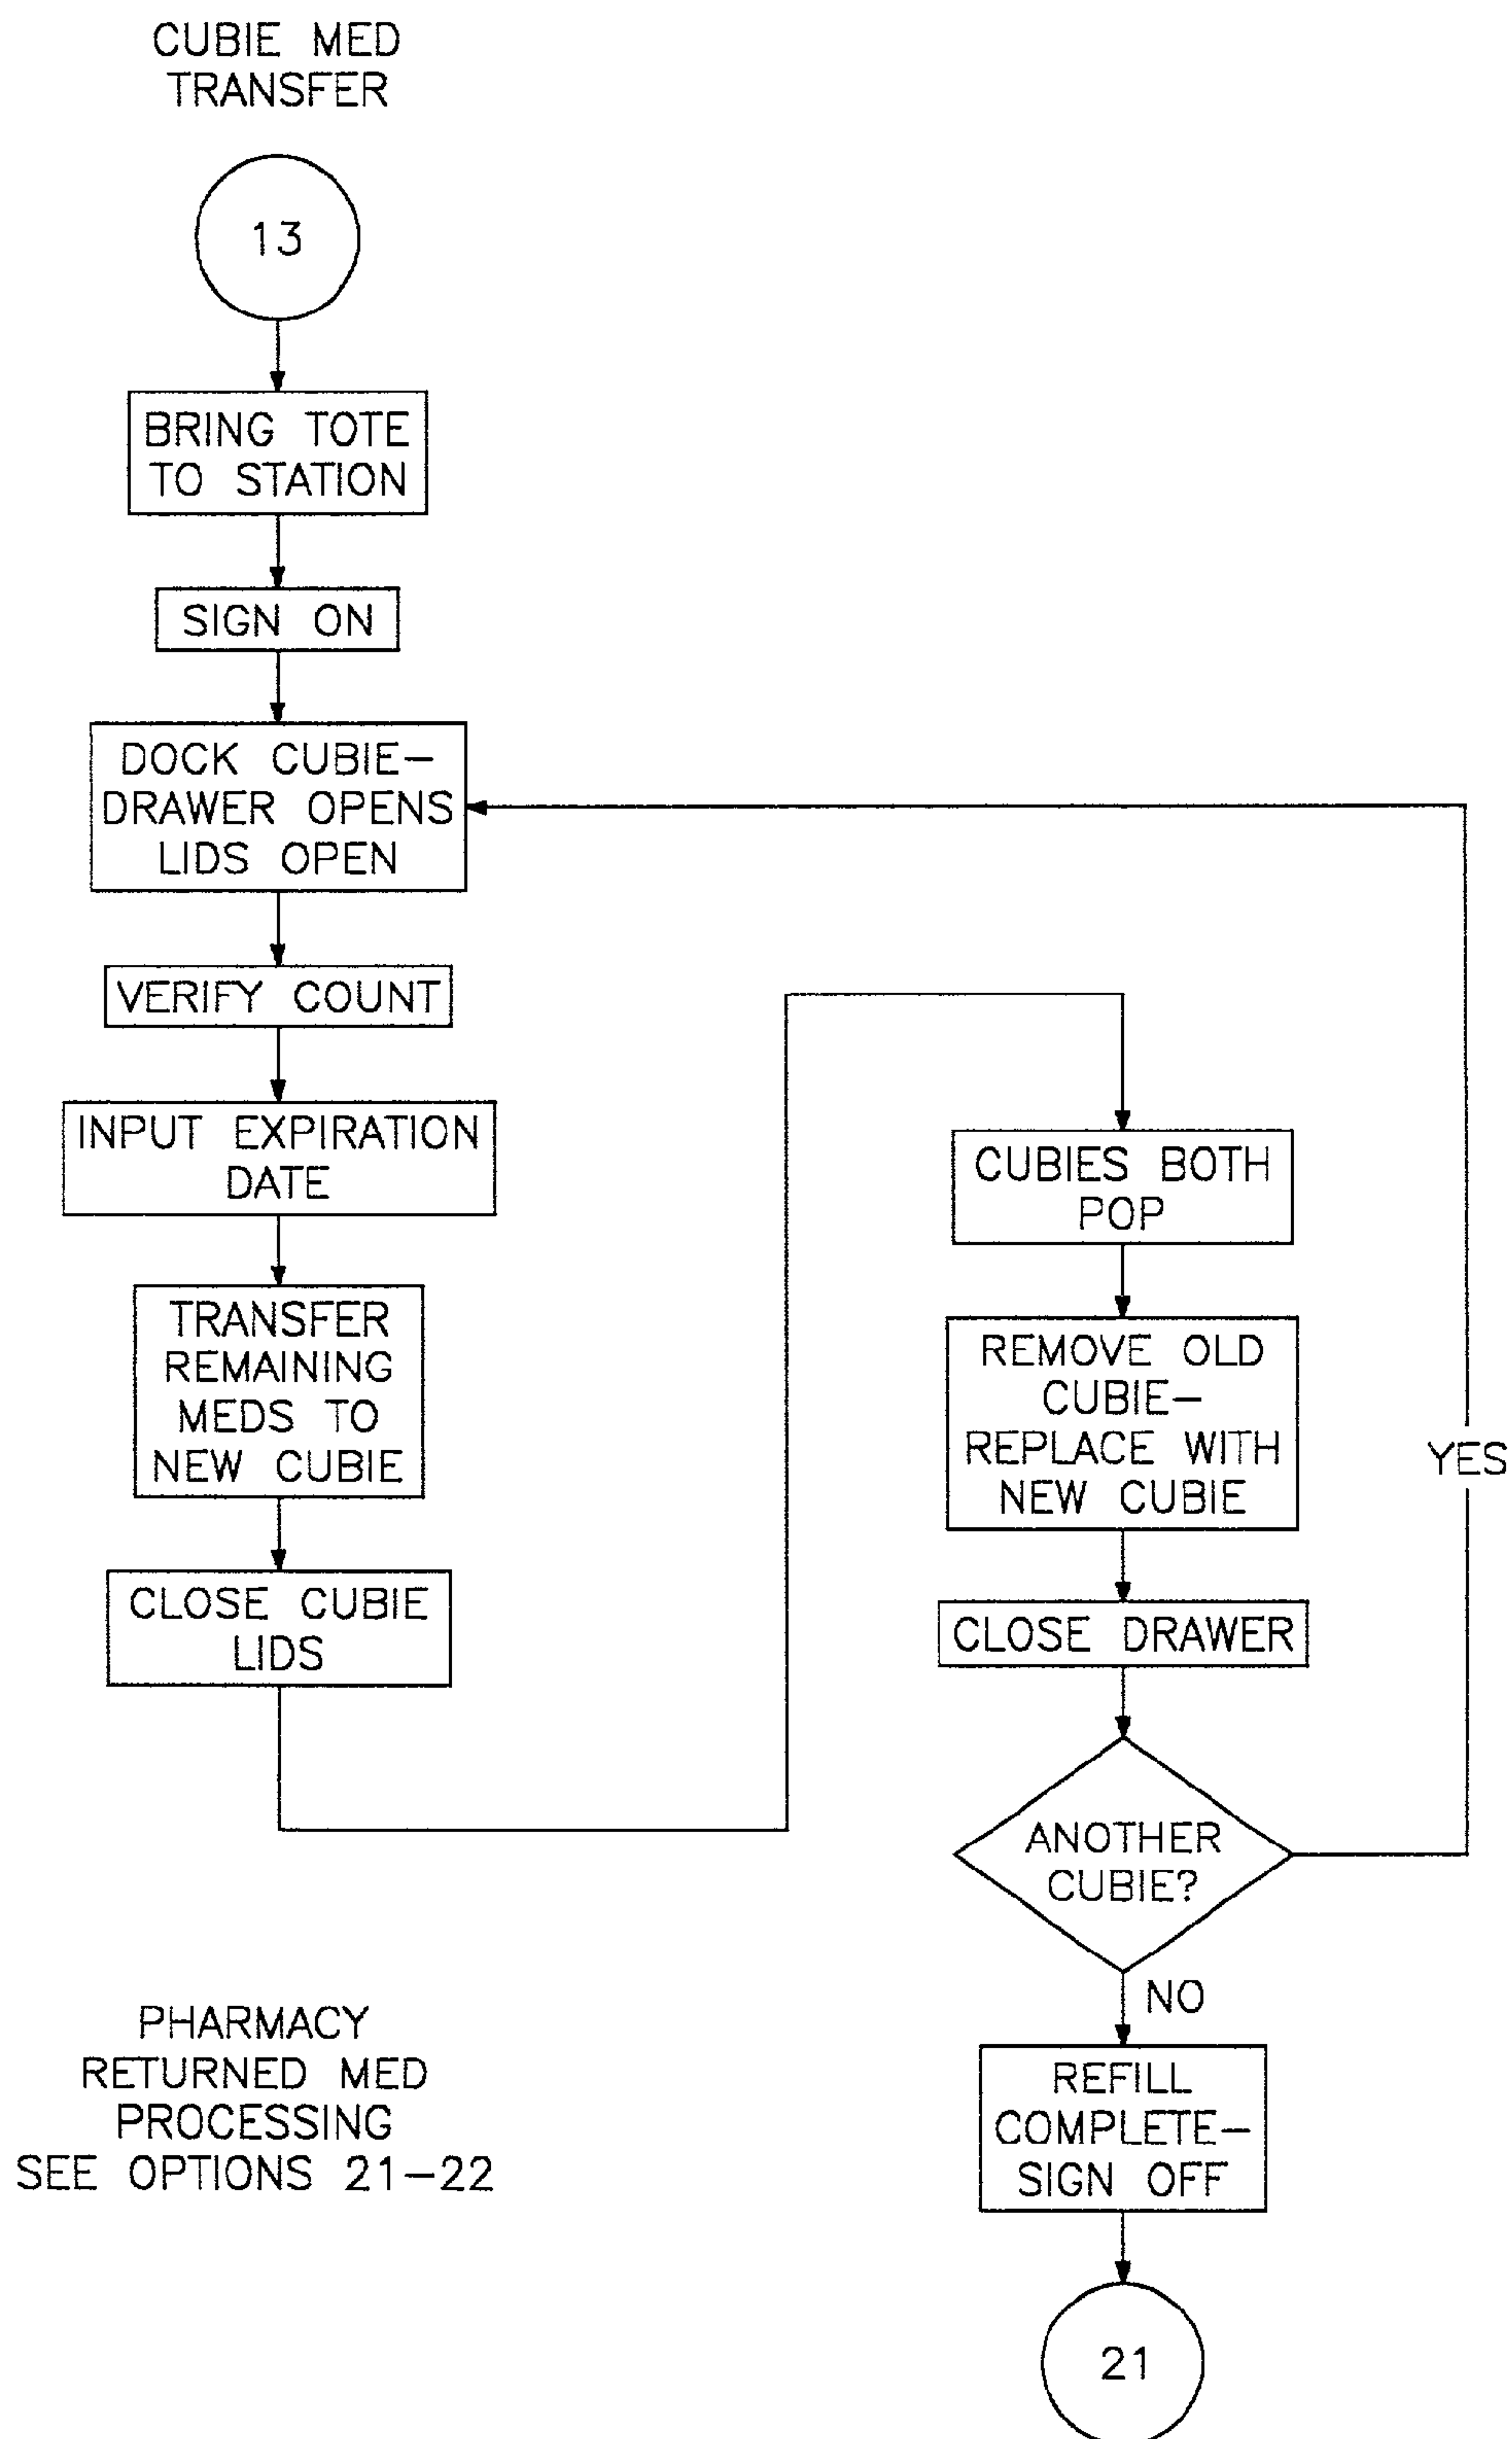 CUBIE MED
TRANSFER
13
BRING TOTE
TO STATION
SIGN ON
DOCK CUBIE-
DRAWER OPENS
LIDS OPEN
VERIFY COUNT
INPUT EXPIRATION
DATE
TRANSFER
REMAINING
MEDS TO
NEW CUBIE
CLOSE CUBIE
LIDS
CUBIES BOTH
POP
REMOVE OLD
CUBIE-
REPLACE WITH
NEW CUBIE
CLOSE DRAWER
ANOTHER
CUBIE?
YES
NO
REFILL
COMPLETE-
SIGN OFF
21
PHARMACY
RETURNED MED
PROCESSING
SEE OPTIONS 21-22